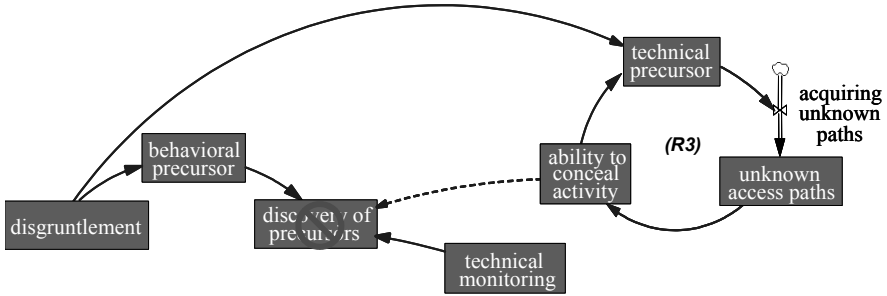 technical
precursor
acquiring
unknown
paths
behavioral
precursor
ability to
conceal
activity
(R3)
unknown
access paths
disgruntlement
discovery of
precursors
technical
monitoring